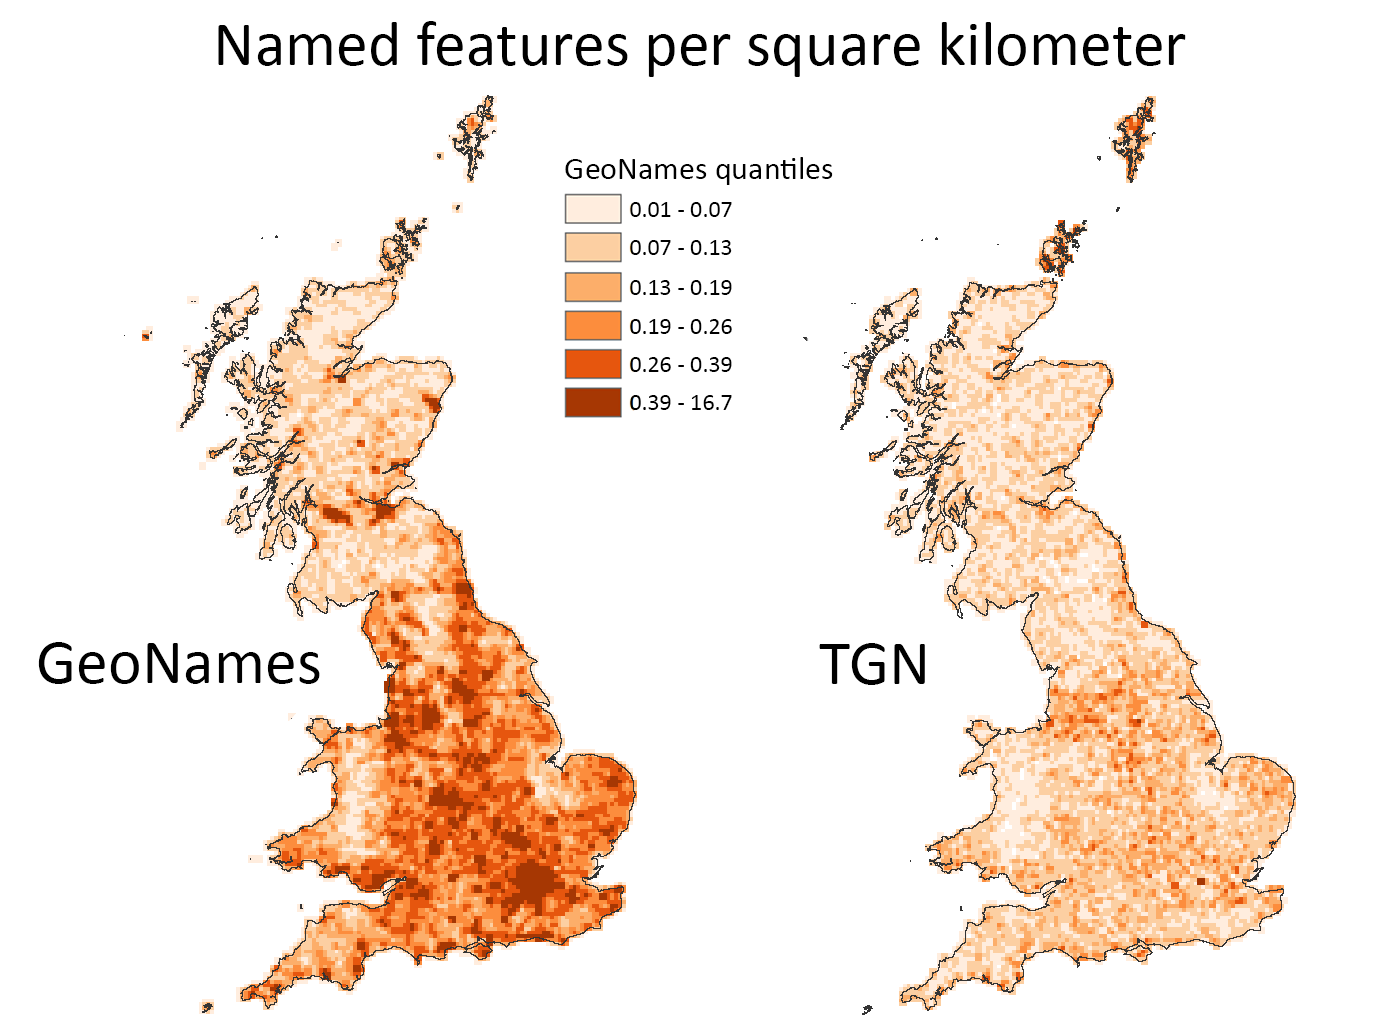 Named features per square kilometer
GeoNames quantiles
0.01 - 0.07
0.07 - 0.13
0.13 - 0.19
0.19 - 0.26
0.26 - 0.39
0.39 - 16.7
GeoNames
TGN